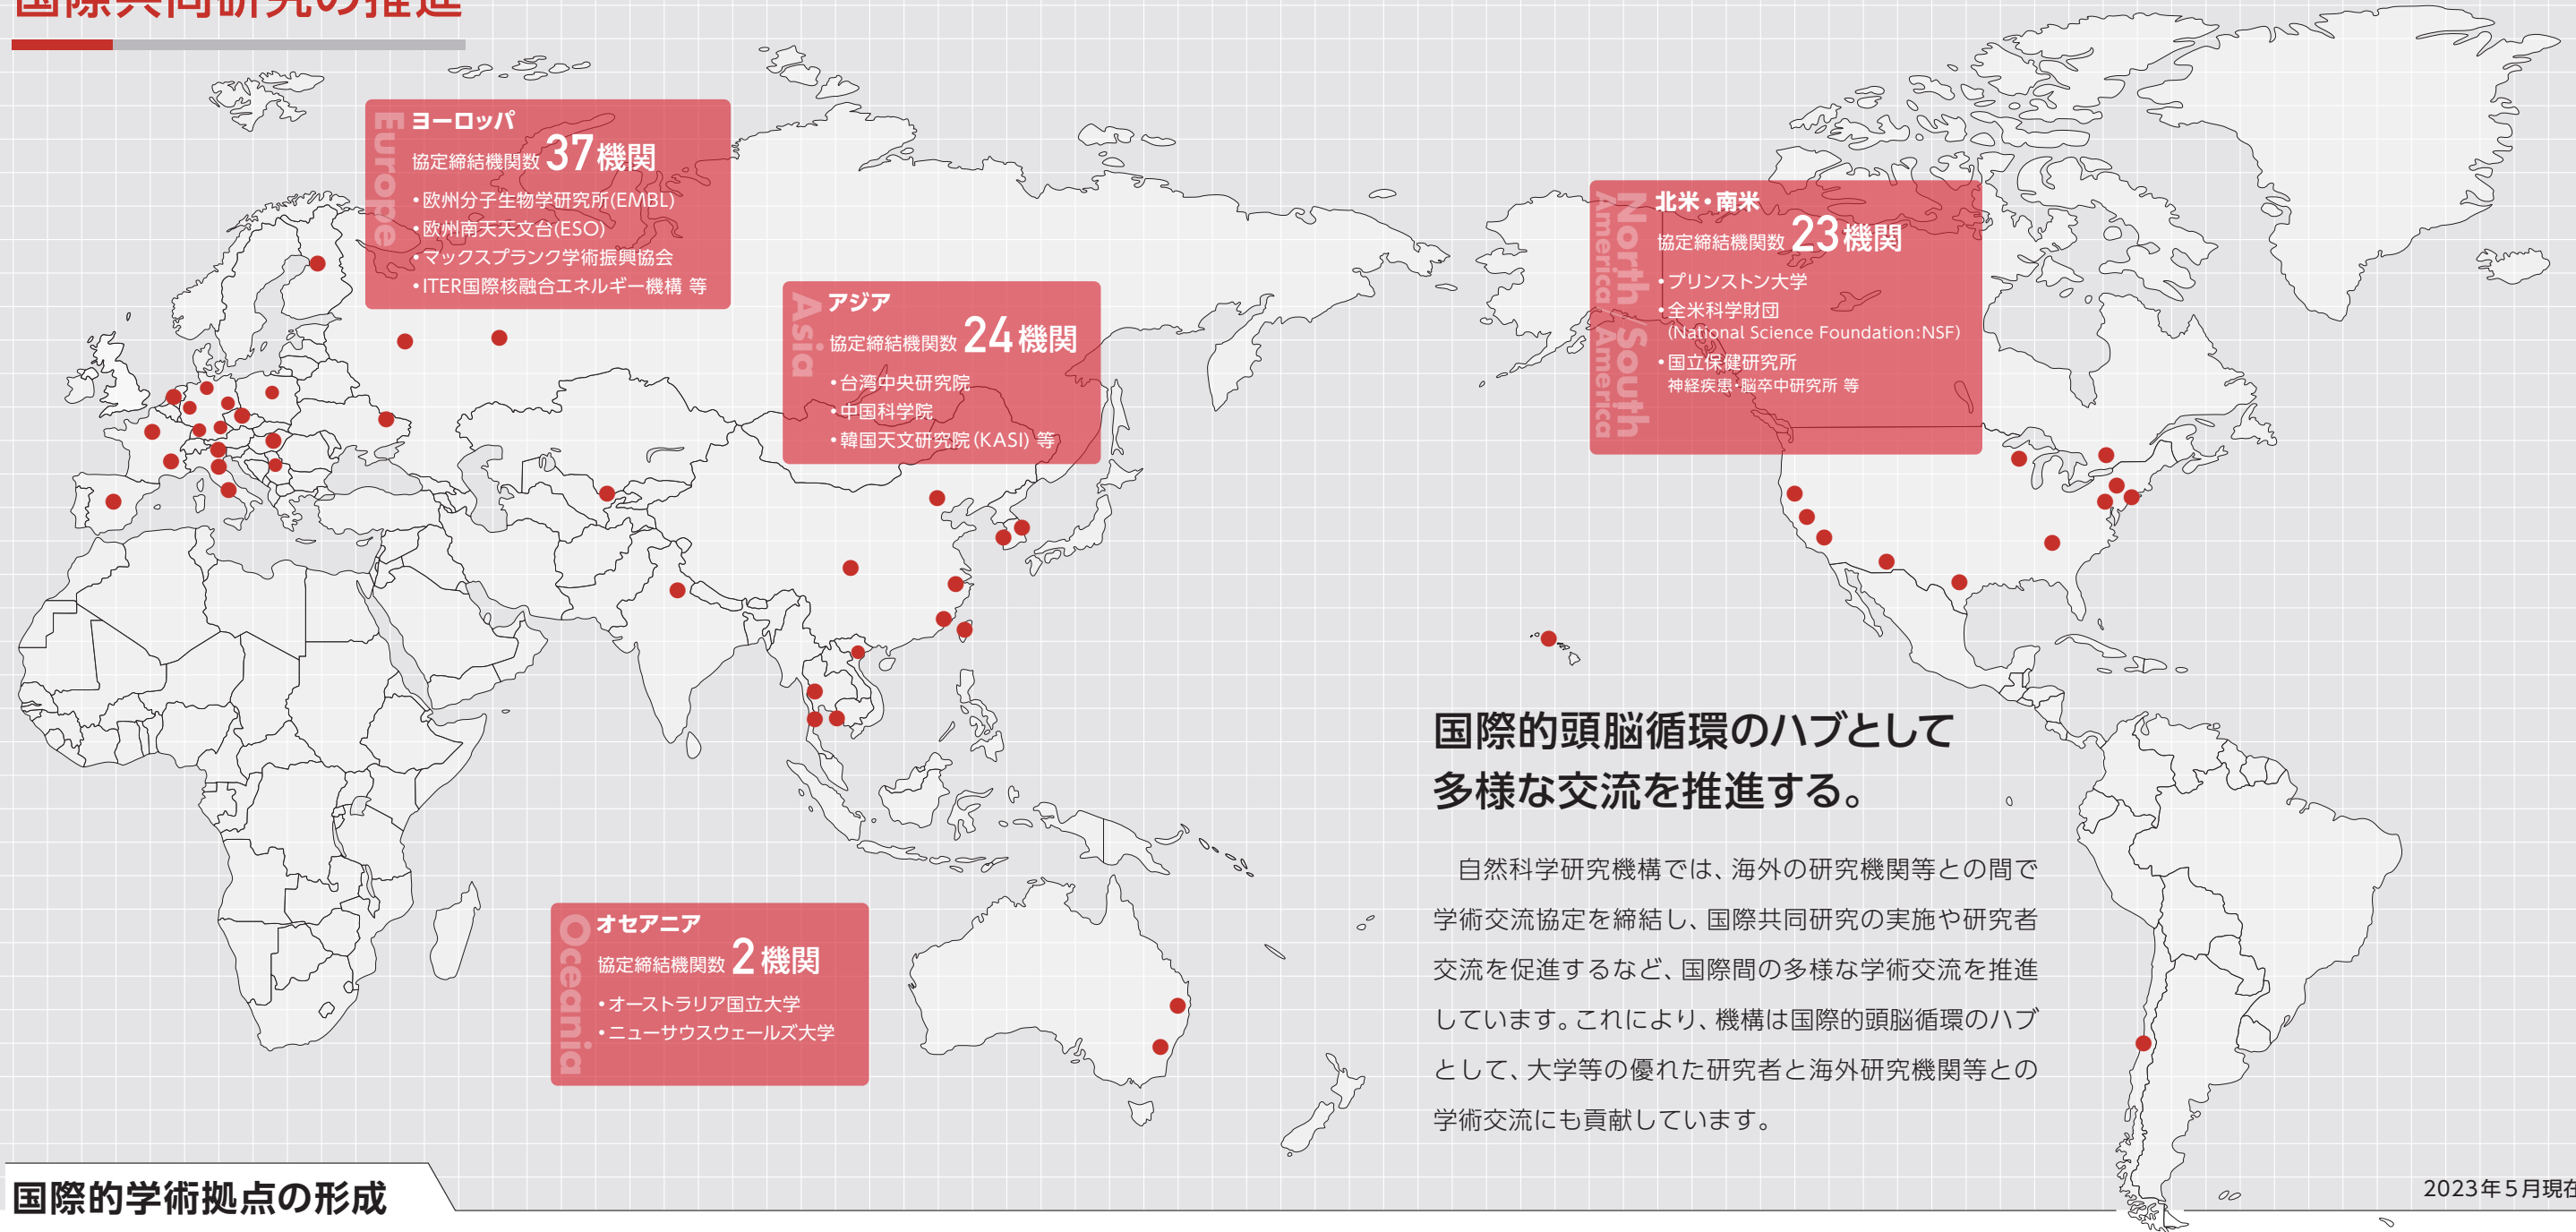 国際共同研究の推進
Europe
ヨーロッパ
協定締結機関数 37機関
•欧州分子生物学研究所(EMBL)
•欧州南天天文台(ESO)
•マックスプランク学術振興協会
•ITER国際核融合エネルギー機構 等
Asia
アジア
協定締結機関数 24機関
•台湾中央研究院
•中国科学院
•韓国天文研究院(KASI) 等
North/South
America America
北米・南米
協定締結機関数 23機関
•プリンストン大学
•全米科学財団
(National Science Foundation:NSF)
•国立保健研究所
神経疾患・脳卒中研究所 等
Oceania
オセアニア
協定締結機関数 2機関
•オーストラリア国立大学
•ニューサウスウェールズ大学
国際的頭脳循環のハブとして
多様な交流を推進する。
自然科学研究機構では、海外の研究機関等との間で
学術交流協定を締結し、国際共同研究の実施や研究者
交流を促進するなど、国際間の多様な学術交流を推進
しています。これにより、機構は国際的頭脳循環のハブ
として、大学等の優れた研究者と海外研究機関等との
学術交流にも貢献しています。
2023年5月現在
国際的学術拠点の形成